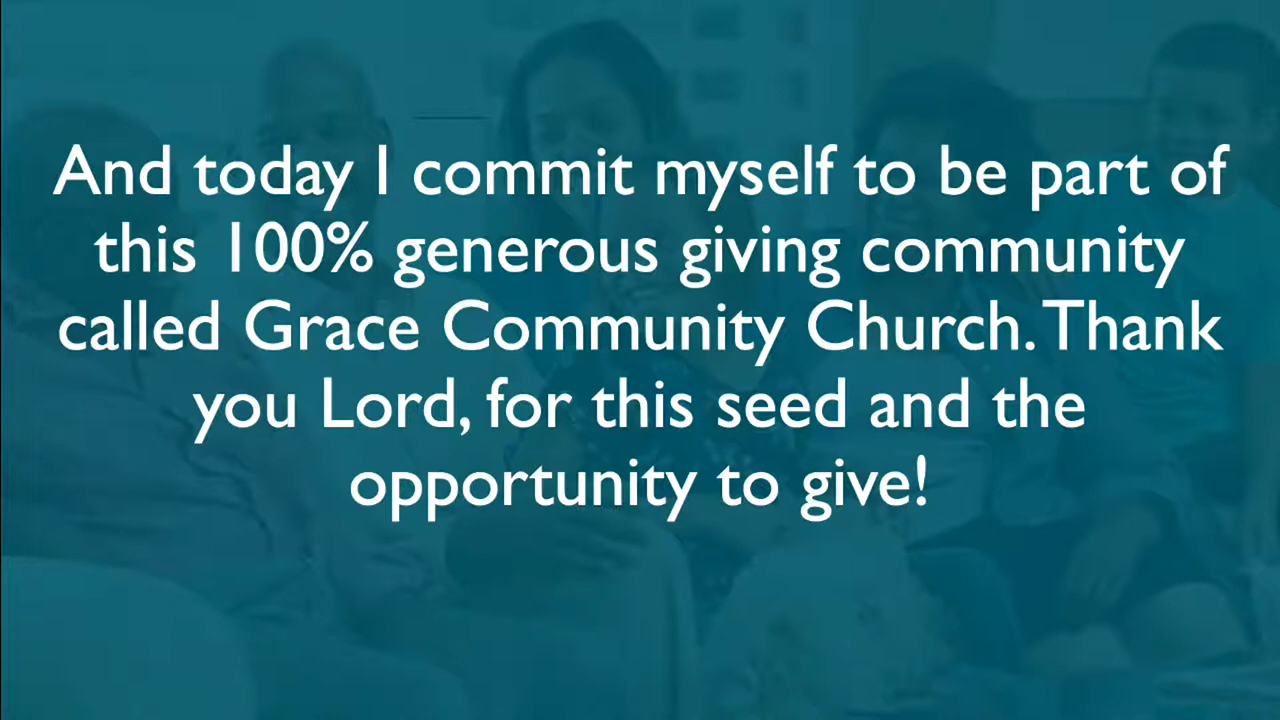 And today I commit myself to be part of
this 100% generous giving community
called Grace Community Church. Thank
you Lord, for this seed and the
opportunity to give!